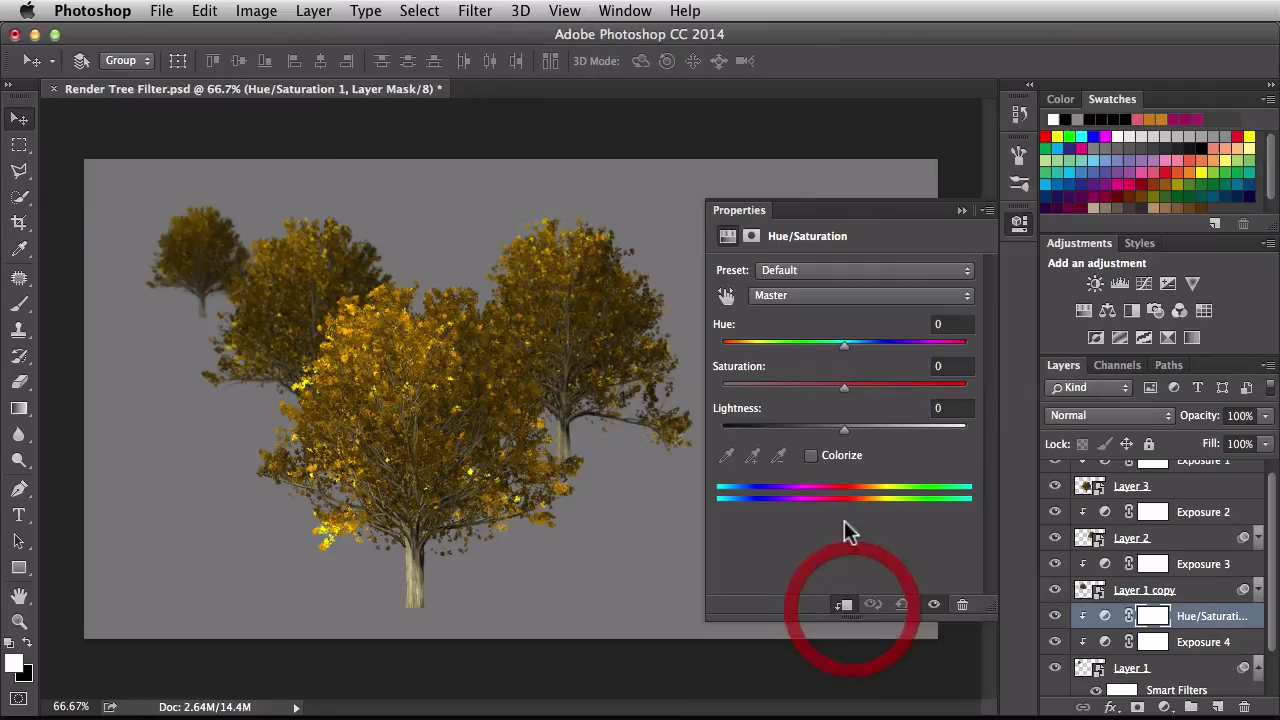 Photoshop File Edit Image Layer Type Select Filter 3D View Window Help
Adobe Photoshop CC 2014
Group 3D Mode:
Render Tree Filter.psd @ 66.7% (Hue/Saturation 1, Layer Mask/8) *
Color Swatches
Properties
Hue/Saturation
Preset: Default
Master
Hue: 0
Saturation: 0
Lightness: 0
Colorize
Adjustments Styles
Add an adjustment
Layers Channels Paths
Kind
Normal Opacity: 100%
Lock: Fill: 100%
Exposure 1
Layer 3
Exposure 2
Layer 2
Exposure 3
Layer 1 copy
Hue/Saturati...
Exposure 4
Layer 1
Smart Filters
66.67% Doc: 2.64M/14.4M